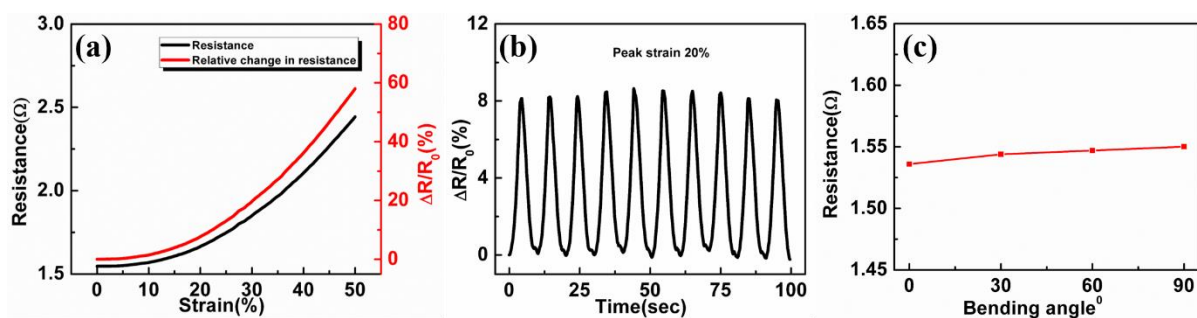 (a)
Resistance
Relative change in resistance
Resistance(Ω)
3.0
2.5
2.0
1.5
ΔR/R0(%)
80
60
40
20
0
0 10 20 30 40 50
Strain(%)
(b)
Peak strain 20%
ΔR/R0(%)
12
8
4
0
0 25 50 75 100
Time(sec)
(c)
Resistance(Ω)
1.65
1.60
1.55
1.50
1.45
0 30 60 90
Bending angle⁰